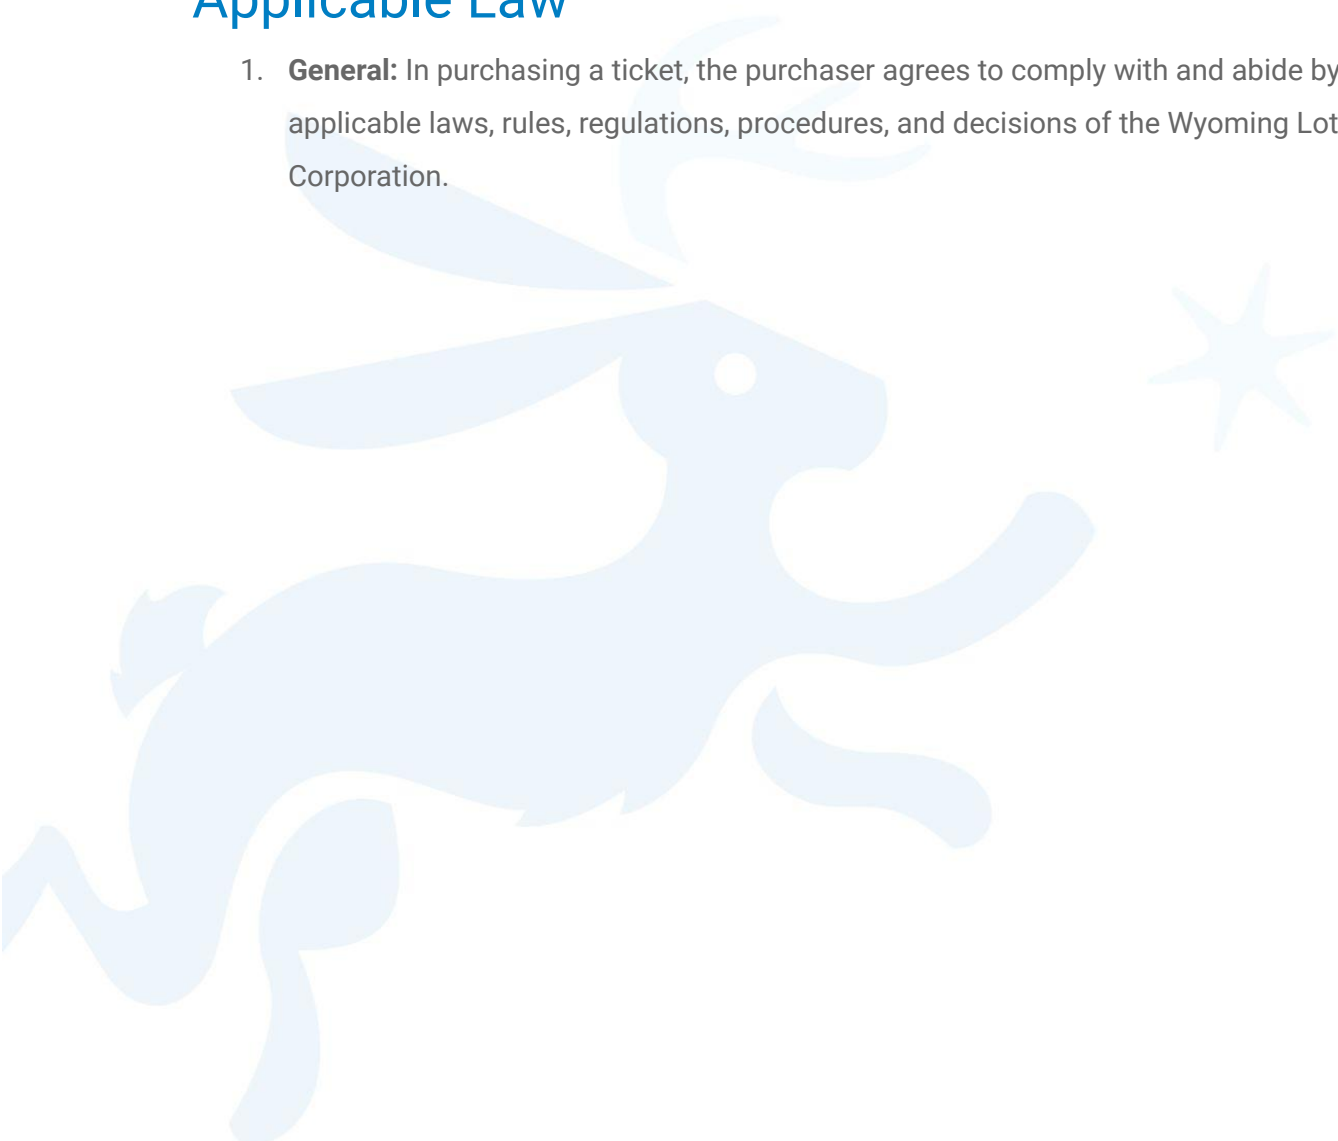 Applicable Law
1. General: In purchasing a ticket, the purchaser agrees to comply with and abide by
applicable laws, rules, regulations, procedures, and decisions of the Wyoming Lot
Corporation.